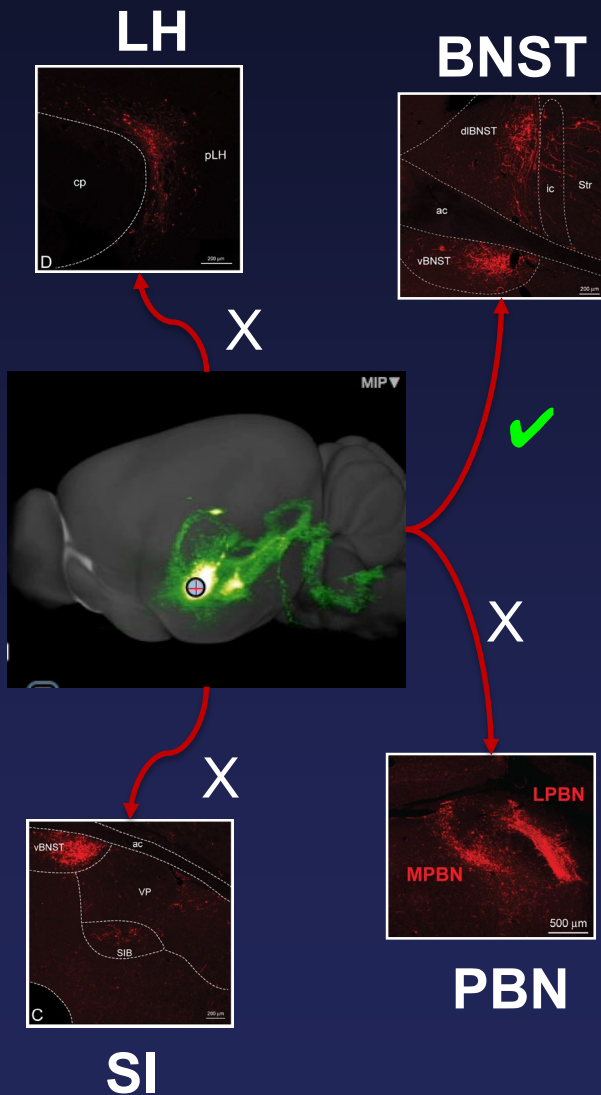 LH
BNST
cp
pLH
D
200 µm
dlBNST
ic
Str
ac
vBNST
200 µm
X
MIP▼
✔
X
X
vBNST
ac
VP
SIB
C
200 µm
LPBN
MPBN
500 µm
PBN
SI